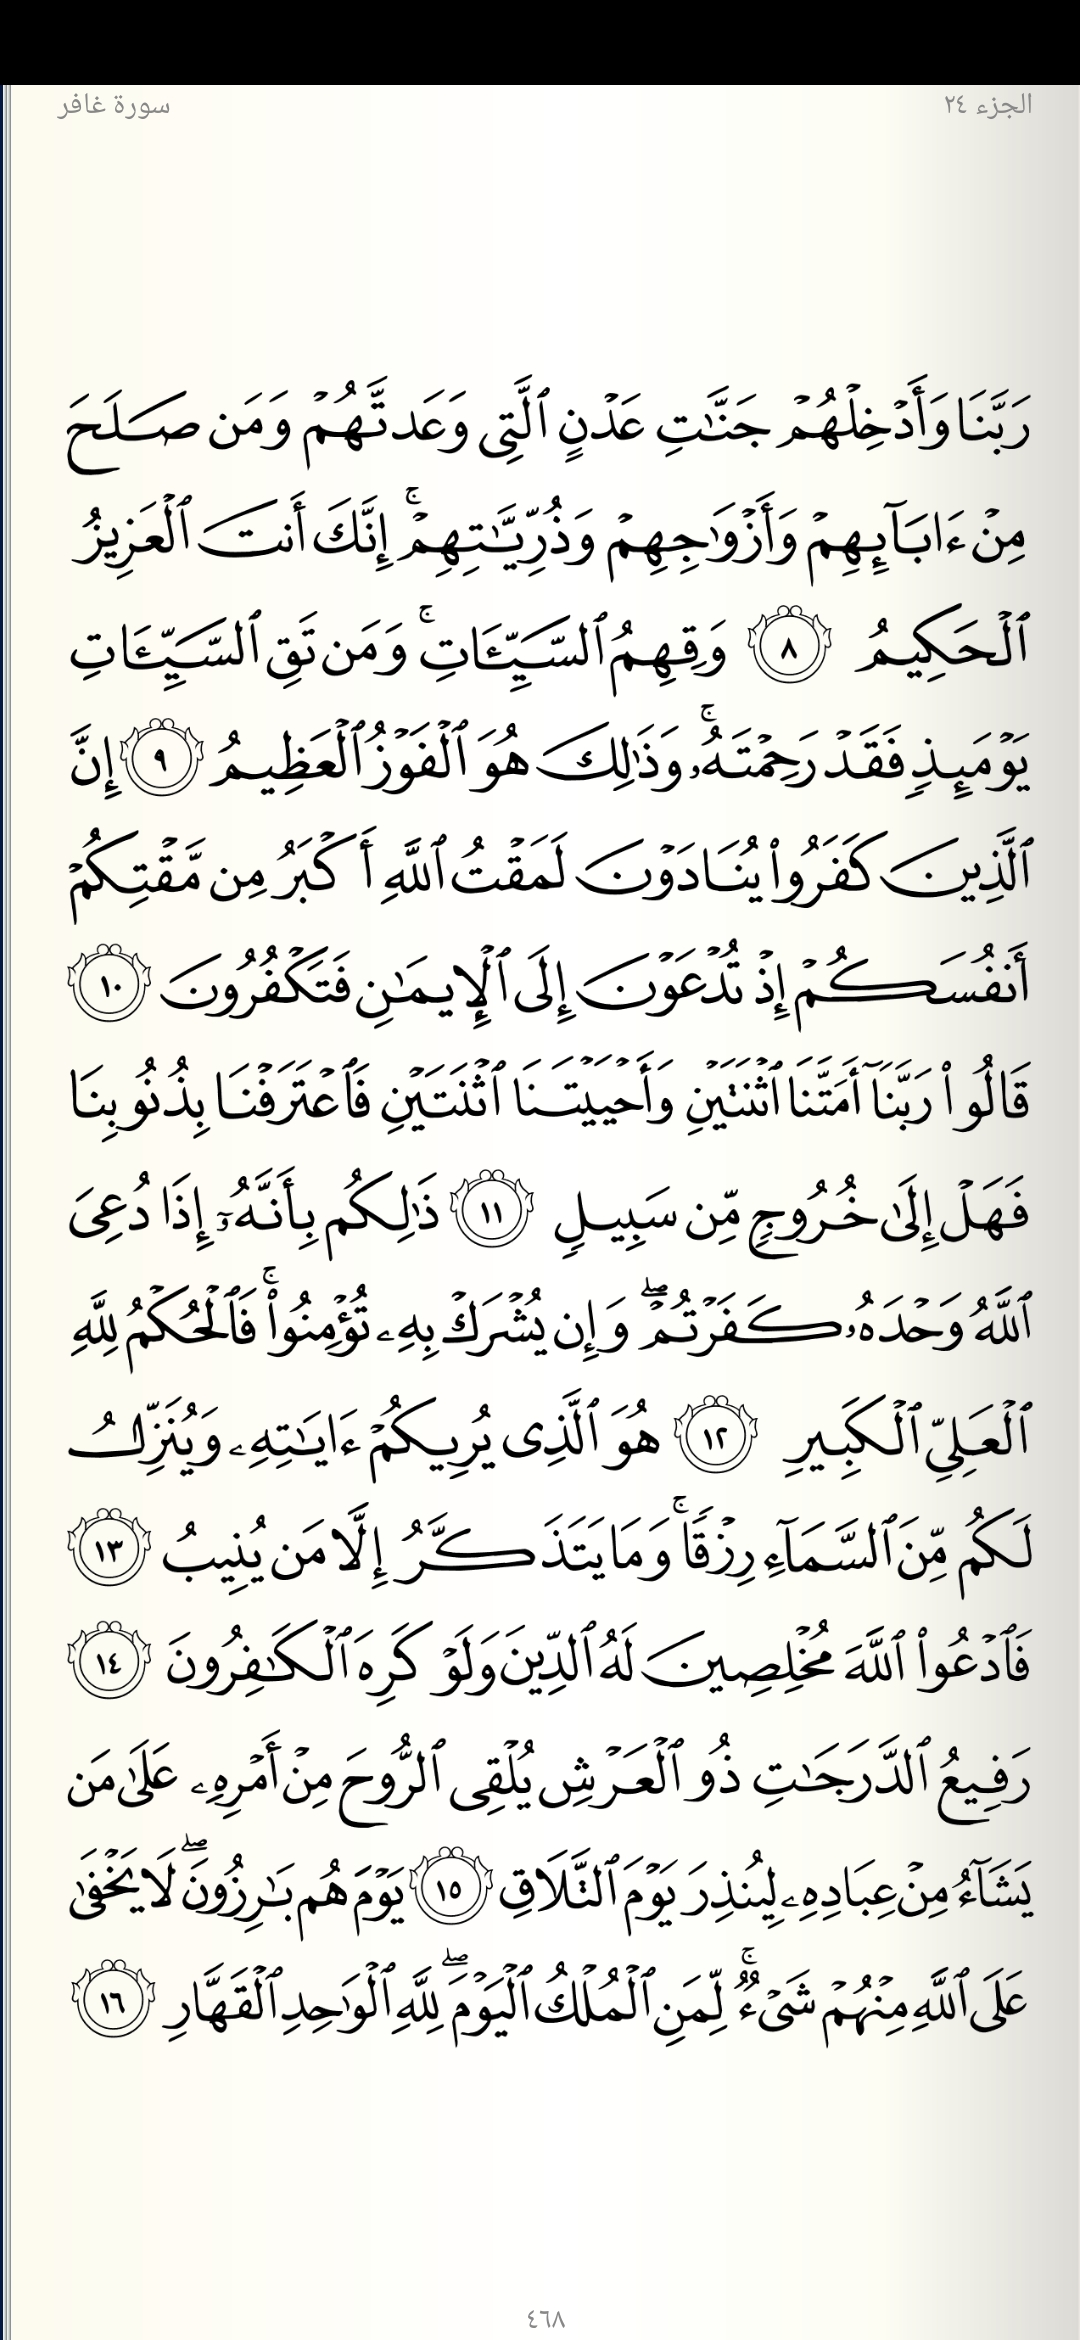 الجزء ٢٤
سورة غافر
رَبَّنَا وَأَدۡخِلۡهُمۡ جَنَّٰتِ عَدۡنٍ ٱلَّتِى وَعَدتَّهُمۡ وَمَن صَلَحَ
مِنۡ ءَابَآئِهِمۡ وَأَزۡوَٰجِهِمۡ وَذُرِّيَّٰتِهِمۡۚ إِنَّكَ أَنتَ ٱلۡعَزِيزُ
ٱلۡحَكِيمُ ٨ وَقِهِمُ ٱلسَّيِّـَٔاتِۚ وَمَن تَقِ ٱلسَّيِّـَٔاتِ
يَوۡمَئِذٍ فَقَدۡ رَحِمۡتَهُۥۚ وَذَٰلِكَ هُوَ ٱلۡفَوۡزُ ٱلۡعَظِيمُ ٩ إِنَّ
ٱلَّذِينَ كَفَرُواْ يُنَادَوۡنَ لَمَقۡتُ ٱللَّهِ أَكۡبَرُ مِن مَّقۡتِكُمۡ
أَنفُسَكُمۡ إِذۡ تُدۡعَوۡنَ إِلَى ٱلۡإِيمَٰنِ فَتَكۡفُرُونَ ١٠
قَالُواْ رَبَّنَآ أَمَتَّنَا ٱثۡنَتَيۡنِ وَأَحۡيَيۡتَنَا ٱثۡنَتَيۡنِ فَٱعۡتَرَفۡنَا بِذُنُوبِنَا
فَهَلۡ إِلَىٰ خُرُوجٍ مِّن سَبِيلٍ ١١ ذَٰلِكُم بِأَنَّهُۥٓ إِذَا دُعِىَ
ٱللَّهُ وَحۡدَهُۥ كَفَرۡتُمۡۖ وَإِن يُشۡرَكۡ بِهِۦ تُؤۡمِنُواْۚ فَٱلۡحُكۡمُ لِلَّهِ
ٱلۡعَلِىِّ ٱلۡكَبِيرِ ١٢ هُوَ ٱلَّذِى يُرِيكُمۡ ءَايَٰتِهِۦ وَيُنَزِّلُ
لَكُم مِّنَ ٱلسَّمَآءِ رِزۡقًاۚ وَمَا يَتَذَكَّرُ إِلَّا مَن يُنِيبُ ١٣
فَٱدۡعُواْ ٱللَّهَ مُخۡلِصِينَ لَهُ ٱلدِّينَ وَلَوۡ كَرِهَ ٱلۡكَٰفِرُونَ ١٤
رَفِيعُ ٱلدَّرَجَٰتِ ذُو ٱلۡعَرۡشِ يُلۡقِى ٱلرُّوحَ مِنۡ أَمۡرِهِۦ عَلَىٰ مَن
يَشَآءُ مِنۡ عِبَادِهِۦ لِيُنذِرَ يَوۡمَ ٱلتَّلَاقِ ١٥ يَوۡمَ هُم بَٰرِزُونَۖ لَا يَخۡفَىٰ
عَلَى ٱللَّهِ مِنۡهُمۡ شَىۡءٌۚ لِّمَنِ ٱلۡمُلۡكُ ٱلۡيَوۡمَۖ لِلَّهِ ٱلۡوَٰحِدِ ٱلۡقَهَّارِ ١٦
٤٦٨